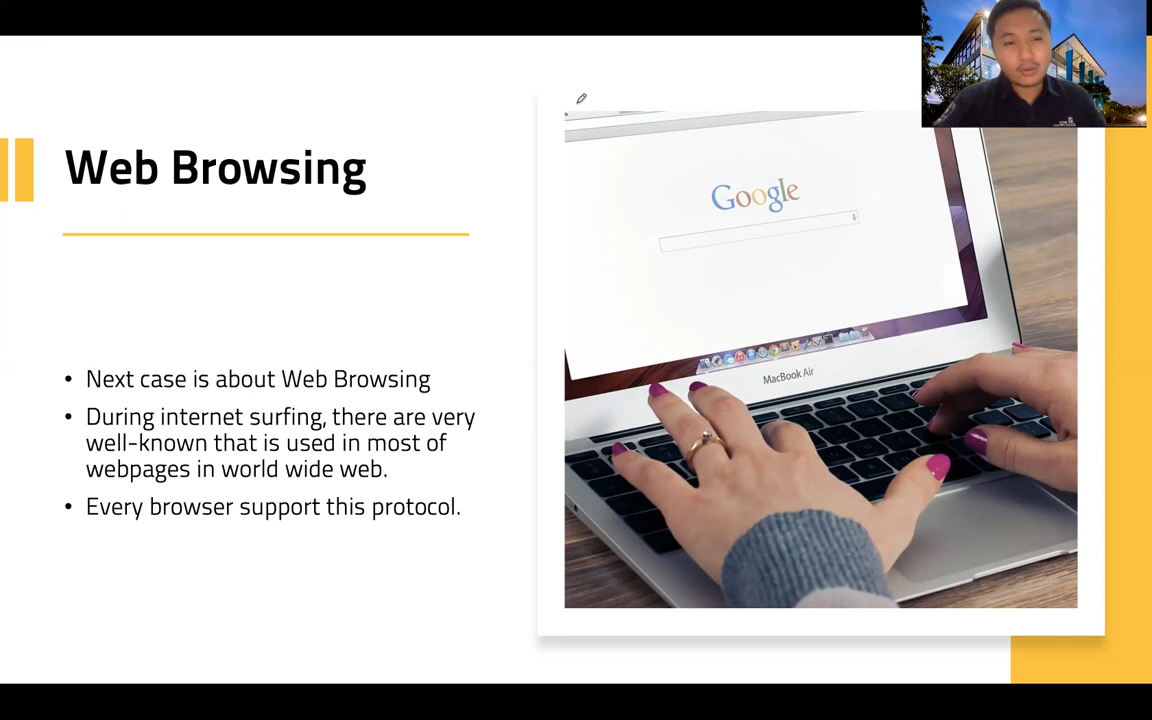 Web Browsing
• Next case is about Web Browsing
• During internet surfing, there are very
well-known that is used in most of
webpages in world wide web.
• Every browser support this protocol.
Google
MacBook Air